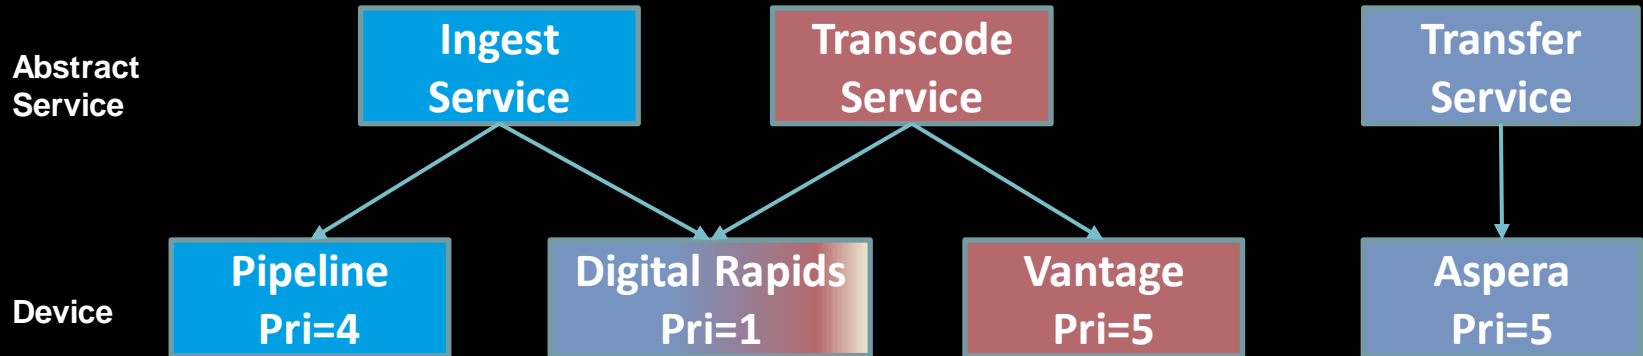 Abstract
Service
Ingest
Service
Transcode
Service
Transfer
Service
Device
Pipeline
Pri=4
Digital Rapids
Pri=1
Vantage
Pri=5
Aspera
Pri=5